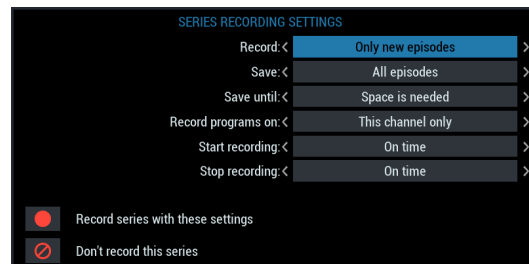 SERIES RECORDING SETTINGS
Record: Only new episodes
Save: All episodes
Save until: Space is needed
Record programs on: This channel only
Start recording: On time
Stop recording: On time
Record series with these settings
Don't record this series